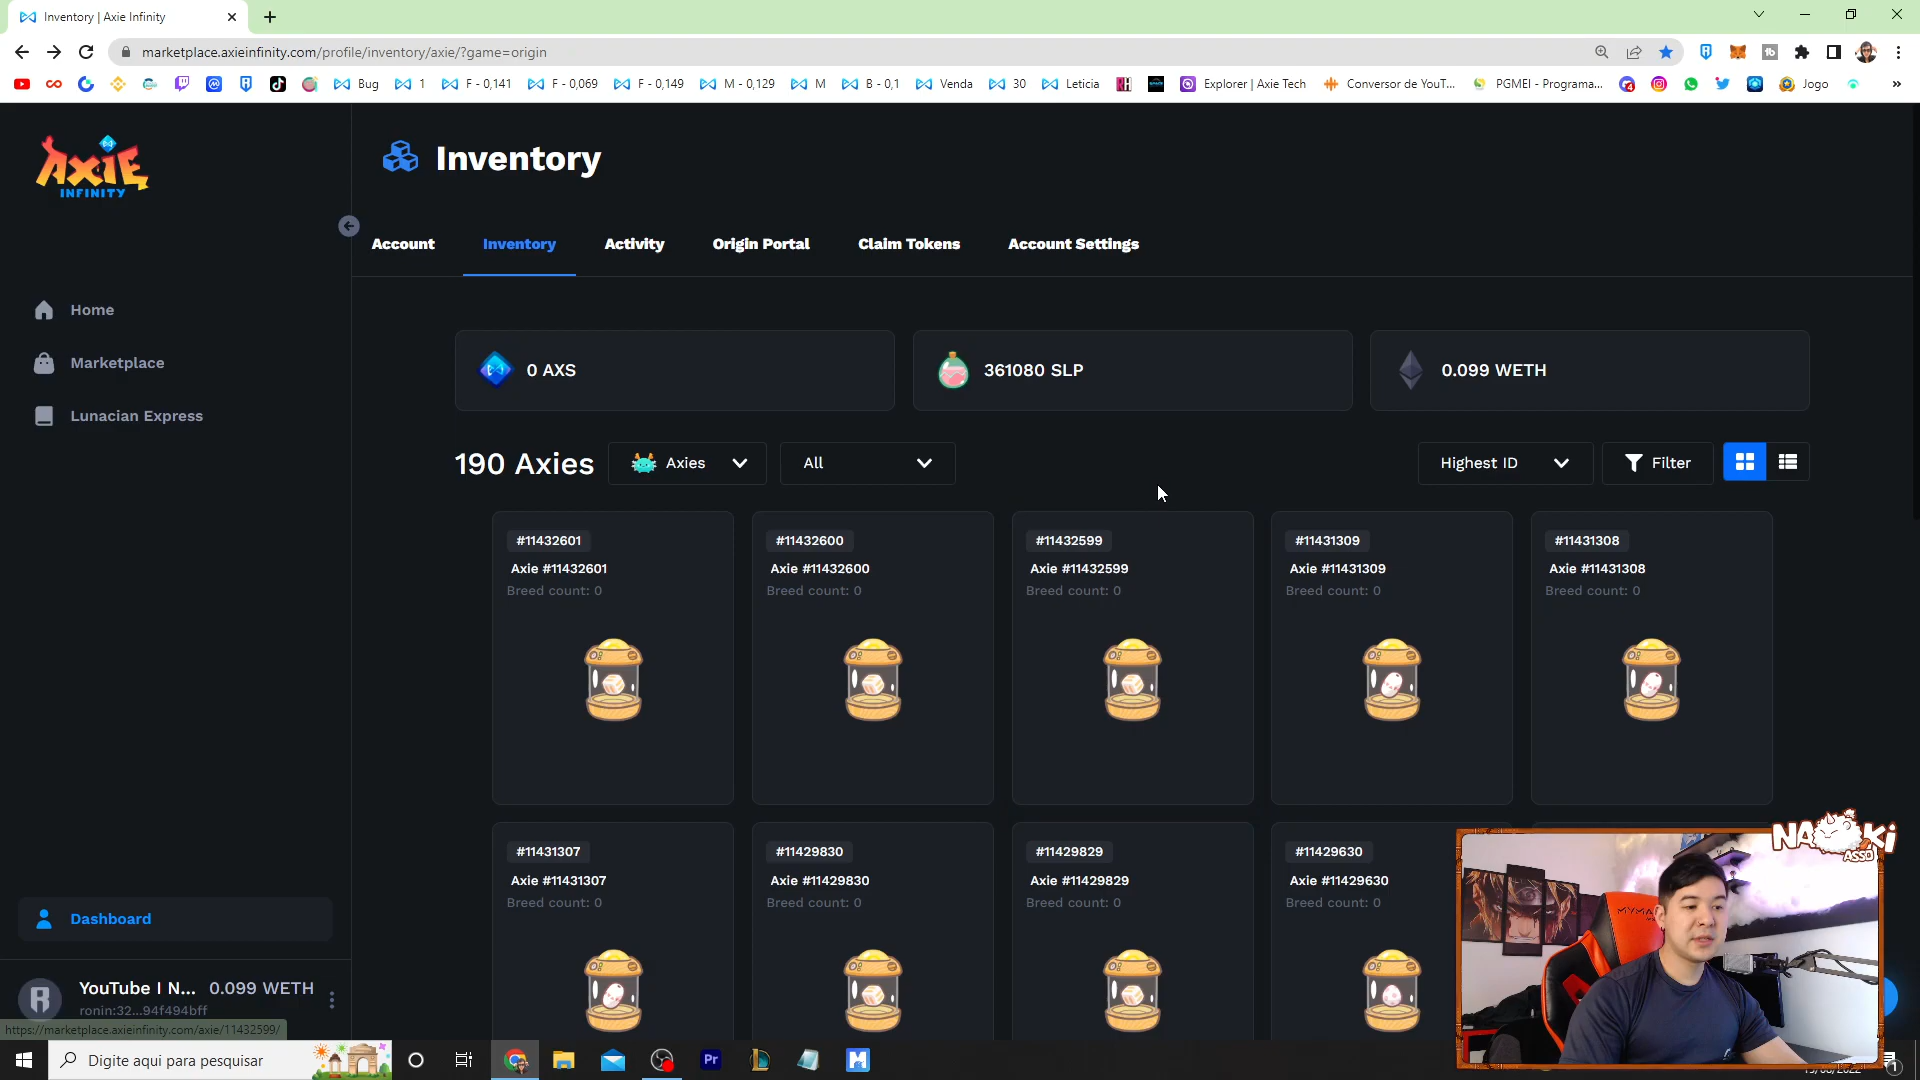 Inventory | Axie Infinity
marketplace.axieinfinity.com/profile/inventory/axie/?game=origin
Bug
1
F - 0,141
F - 0,069
F - 0,149
M - 0,129
M
B - 0,1
Venda
30
Leticia
Explorer | Axie Tech
Conversor de YouT...
PGMEI - Programa...
Jogo
AXIE
INFINITY
Inventory
Account
Inventory
Activity
Origin Portal
Claim Tokens
Account Settings
Home
Marketplace
Lunacian Express
0 AXS
361080 SLP
0.099 WETH
190 Axies
Axies
All
Highest ID
Filter
#11432601
Axie #11432601
Breed count: 0
#11432600
Axie #11432600
Breed count: 0
#11432599
Axie #11432599
Breed count: 0
#11431309
Axie #11431309
Breed count: 0
#11431308
Axie #11431308
Breed count: 0
#11431307
Axie #11431307
Breed count: 0
#11429830
Axie #11429830
Breed count: 0
#11429829
Axie #11429829
Breed count: 0
#11429630
Axie #11429630
Breed count: 0
NAOKI
ASSO
Dashboard
YouTube I N...
0.099 WETH
ronin:32...94f494bff
https://marketplace.axieinfinity.com/axie/11432599/
Digite aqui para pesquisar
Pr